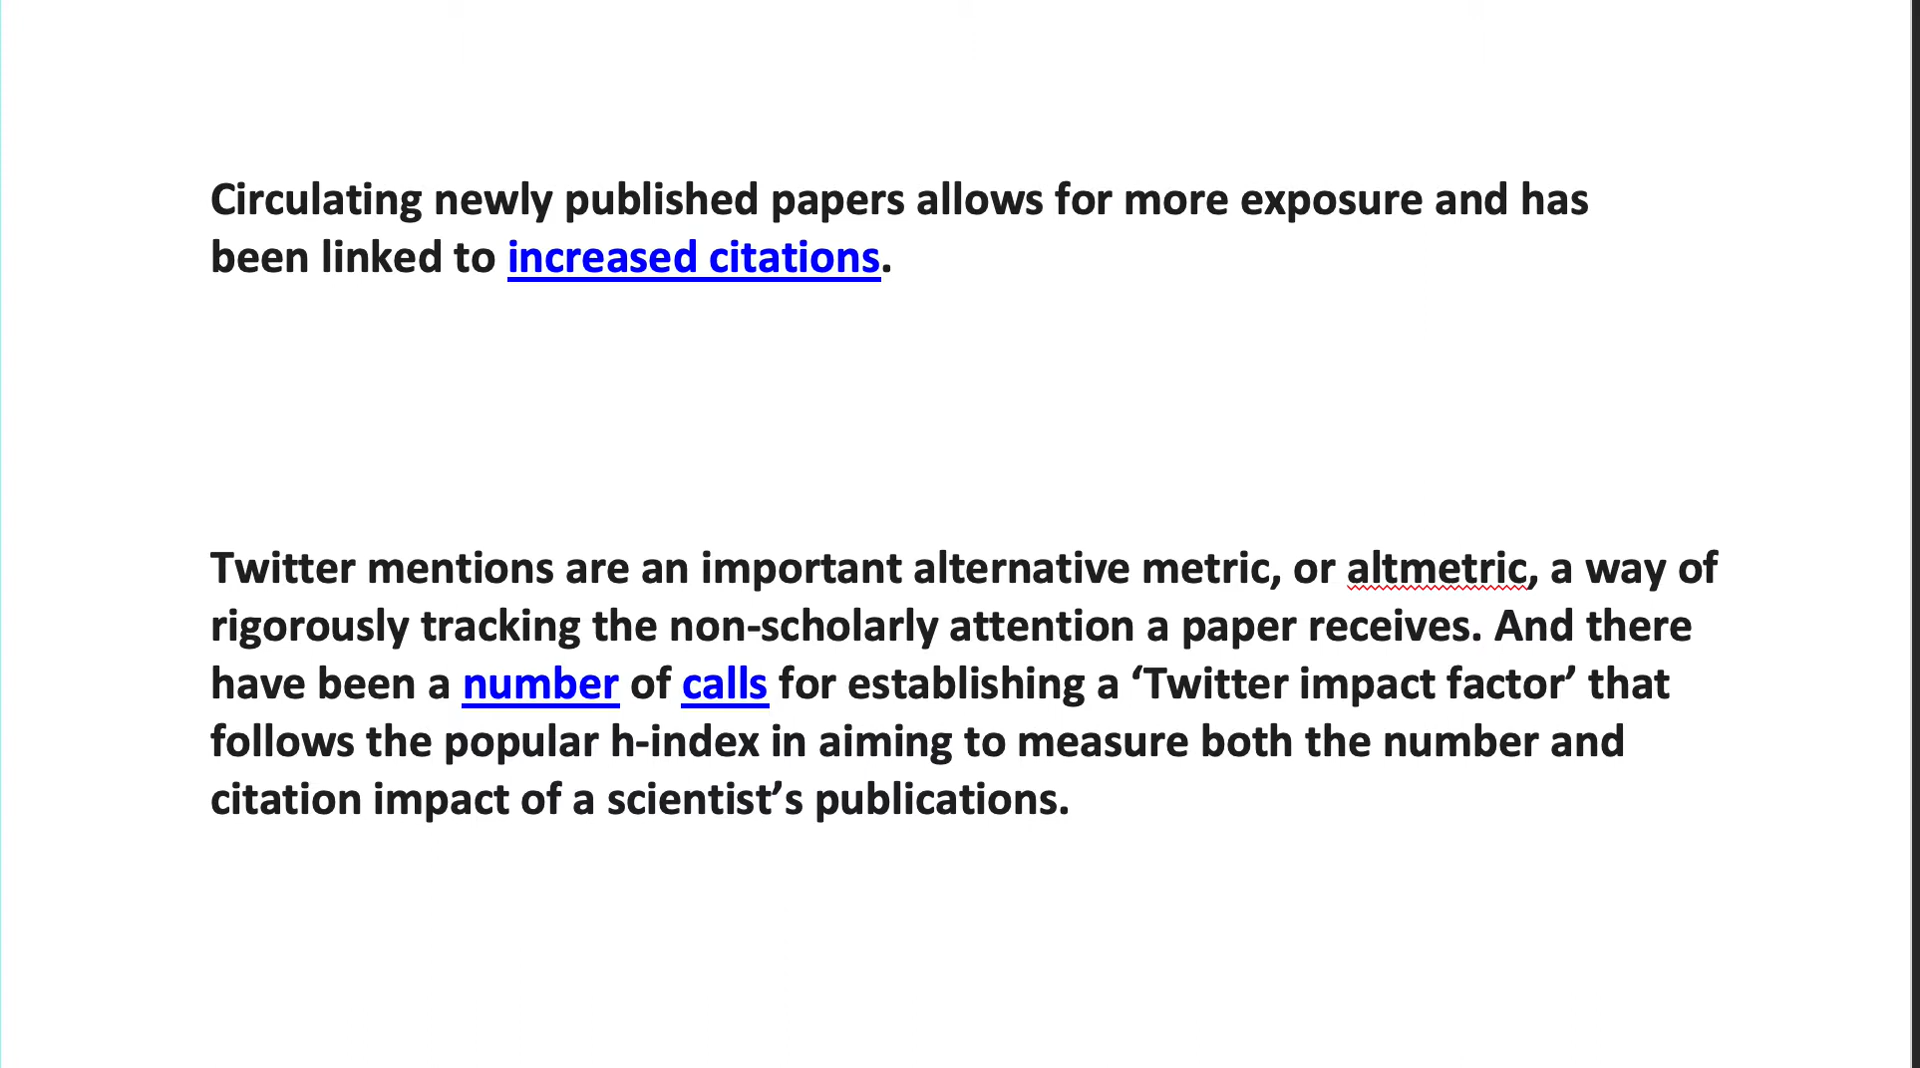 Circulating newly published papers allows for more exposure and has
been linked to increased citations.
Twitter mentions are an important alternative metric, or altmetric, a way of
rigorously tracking the non-scholarly attention a paper receives. And there
have been a number of calls for establishing a ‘Twitter impact factor’ that
follows the popular h-index in aiming to measure both the number and
citation impact of a scientist’s publications.